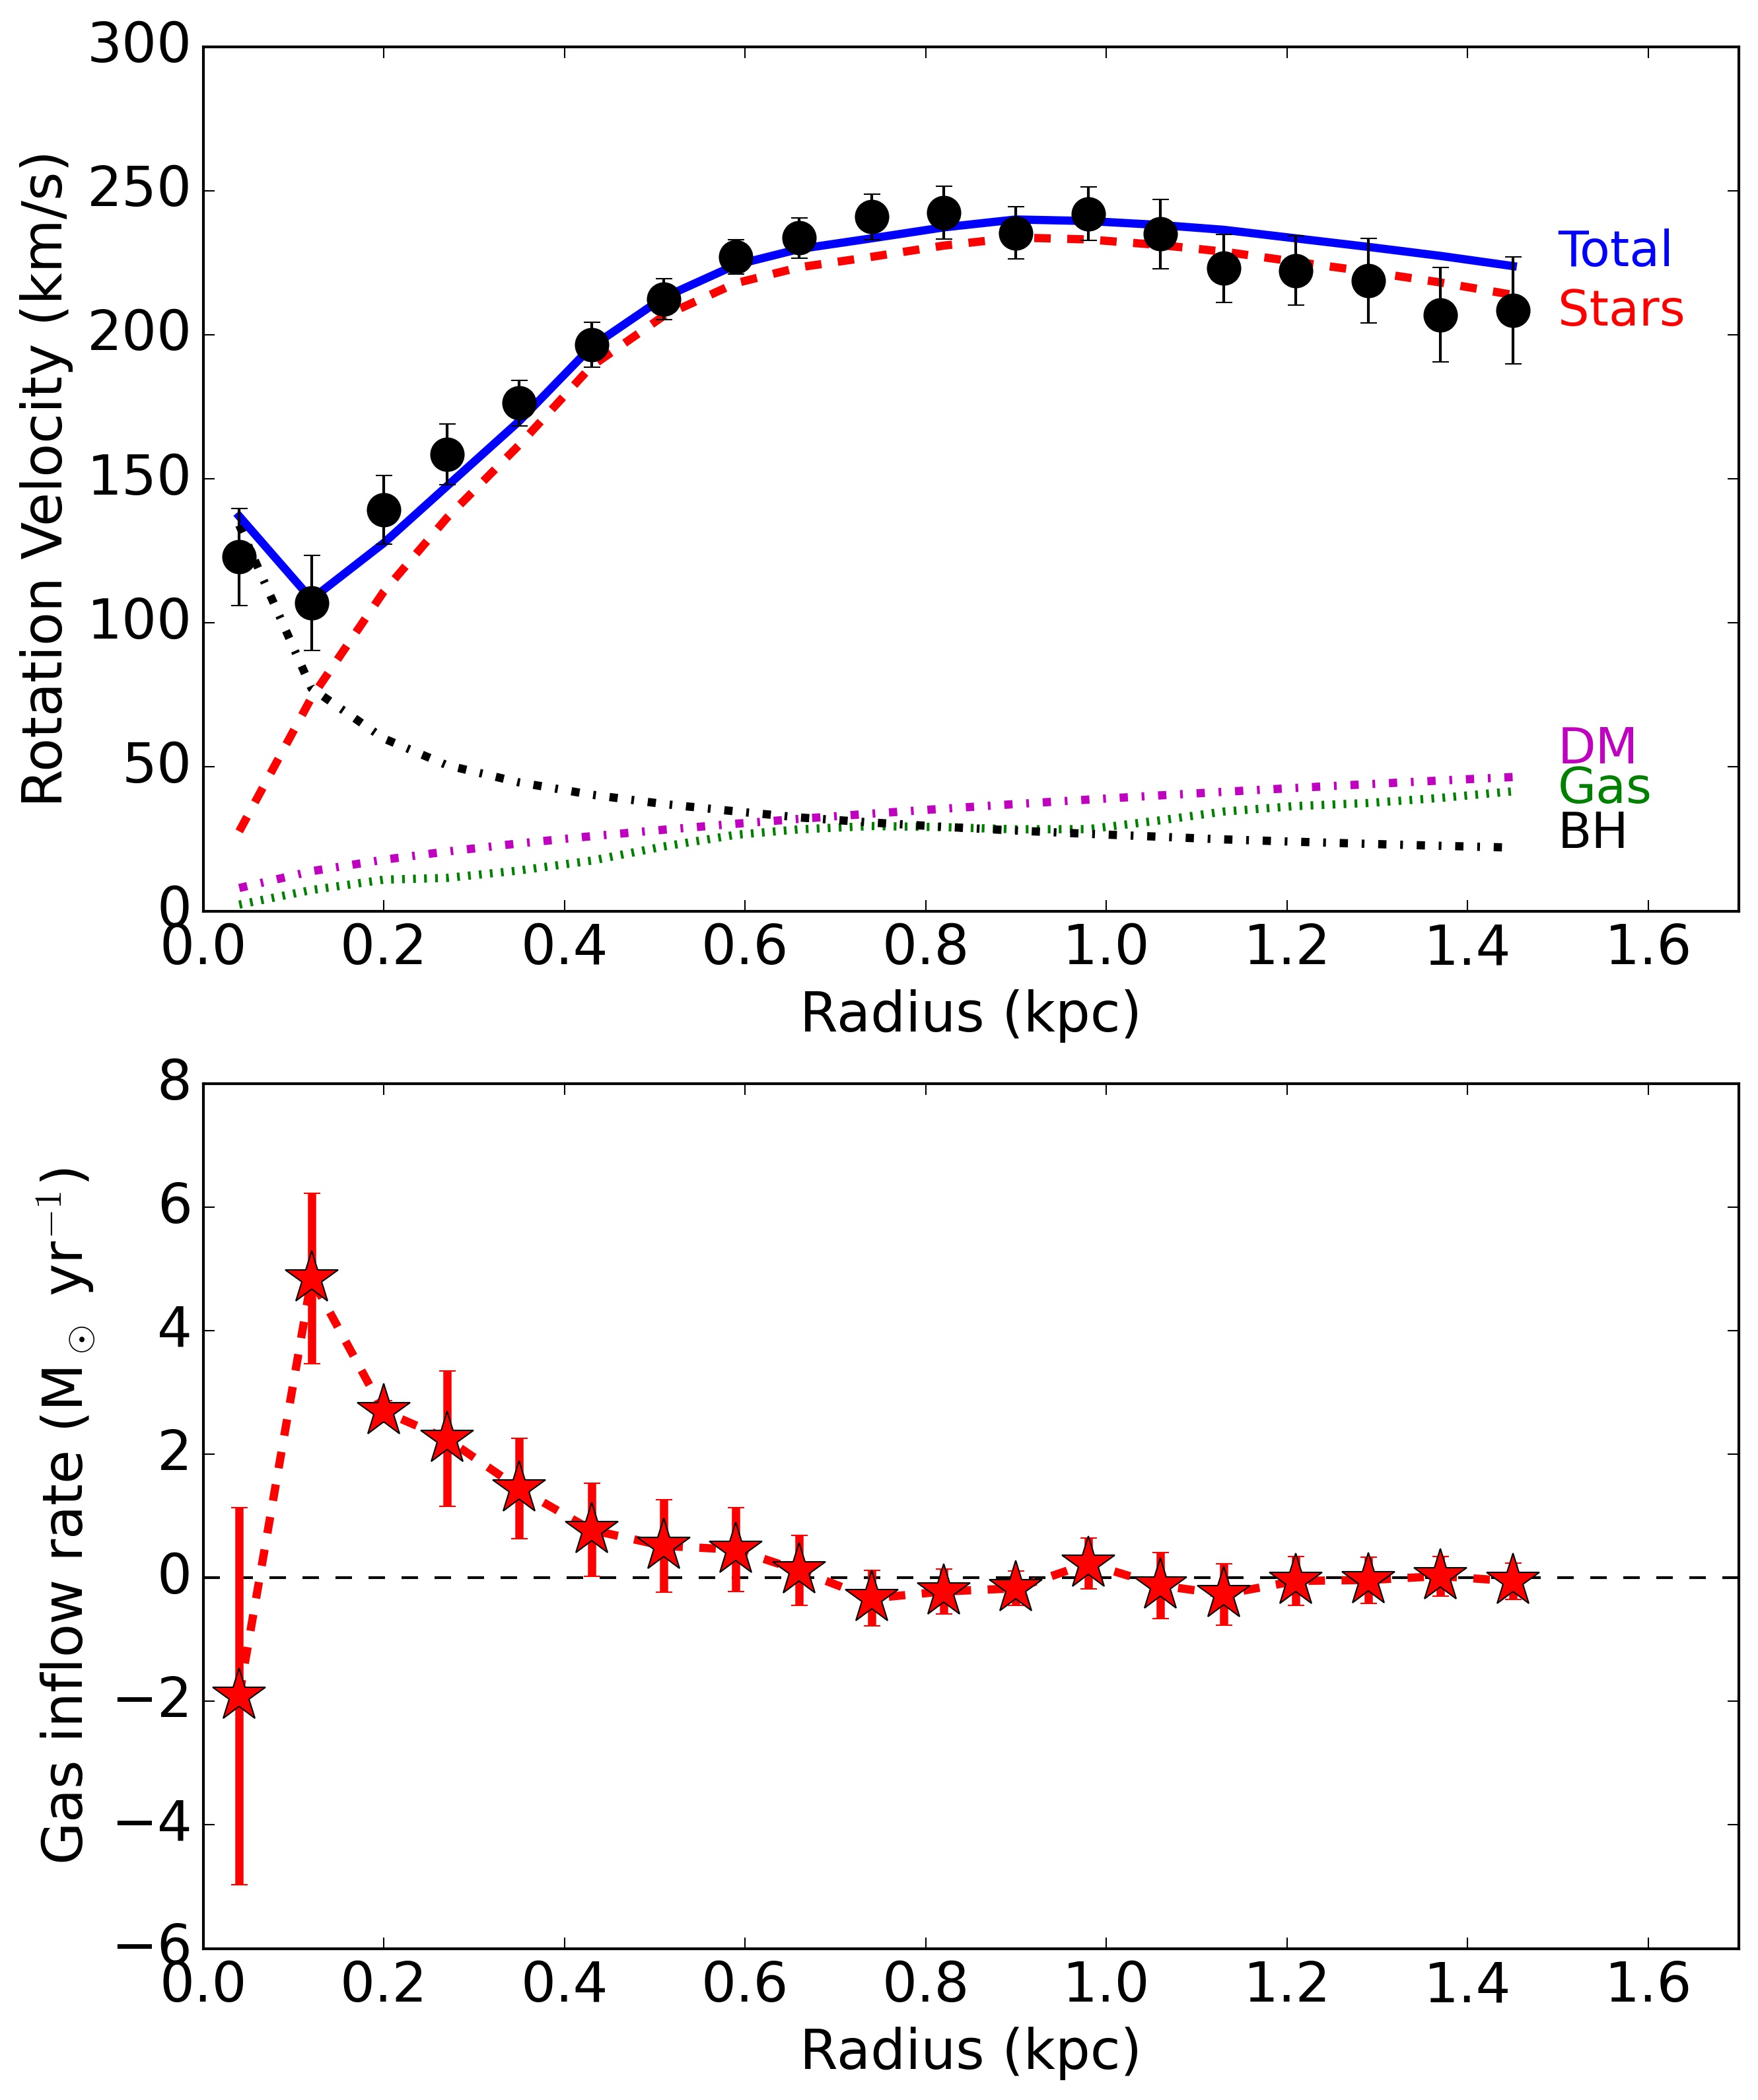 300
250
200
150
100
50
0
Rotation Velocity (km/s)
Total
Stars
DM
Gas
BH
0.0 0.2 0.4 0.6 0.8 1.0 1.2 1.4 1.6
Radius (kpc)
8
6
4
2
0
−2
−4
−6
Gas inflow rate (M☉ yr⁻¹)
0.0 0.2 0.4 0.6 0.8 1.0 1.2 1.4 1.6
Radius (kpc)